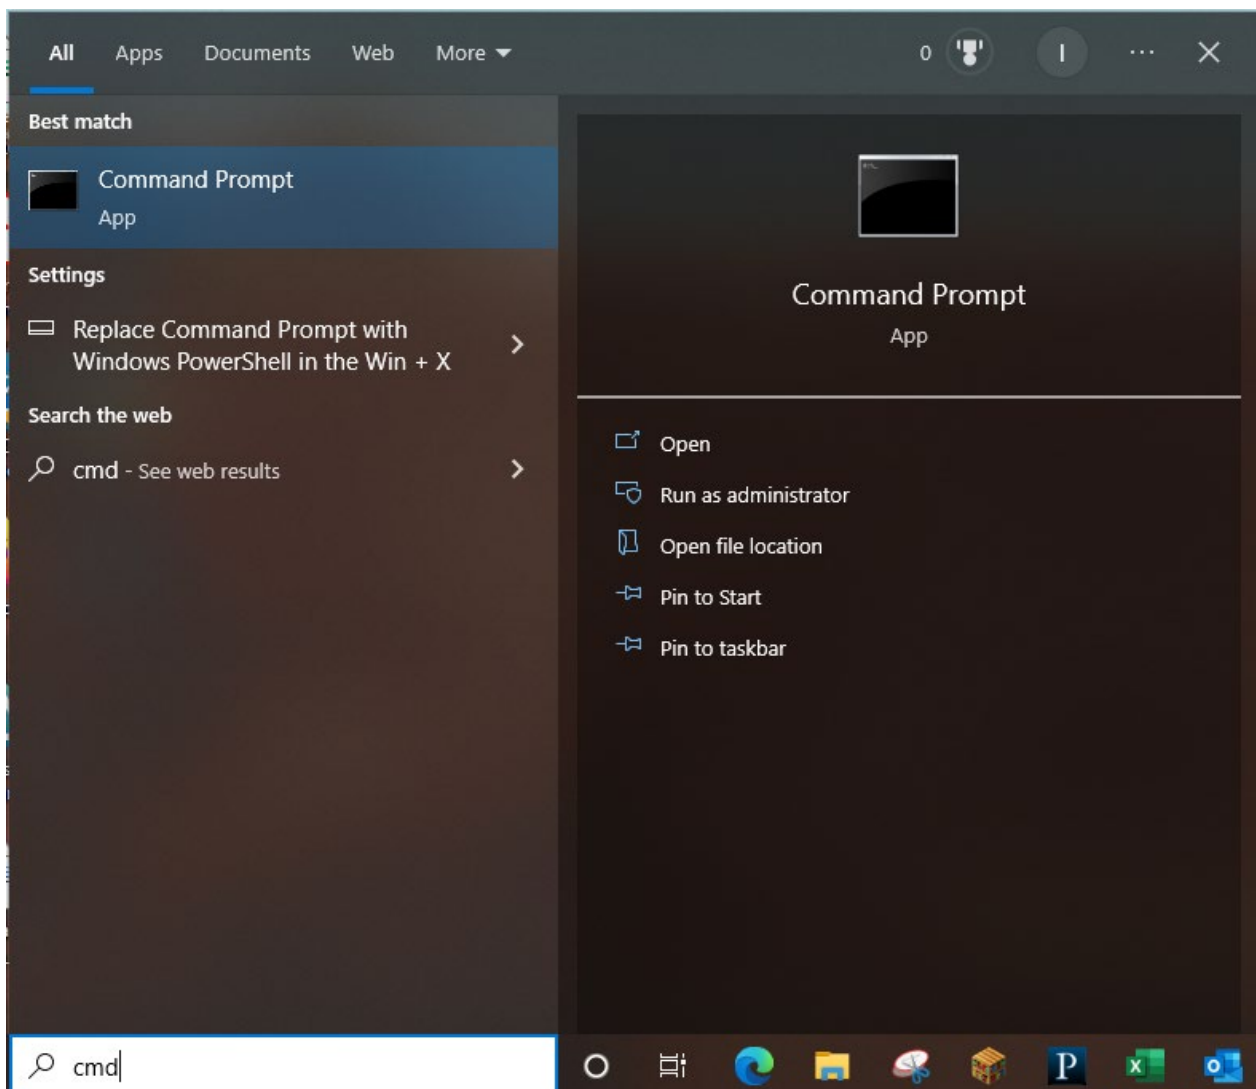 All Apps Documents Web More 0 I ... 
Best match
Command Prompt
App
Settings
Replace Command Prompt with
Windows PowerShell in the Win + X
Search the web
cmd - See web results
Command Prompt
App
Open
Run as administrator
Open file location
Pin to Start
Pin to taskbar
cmd
P